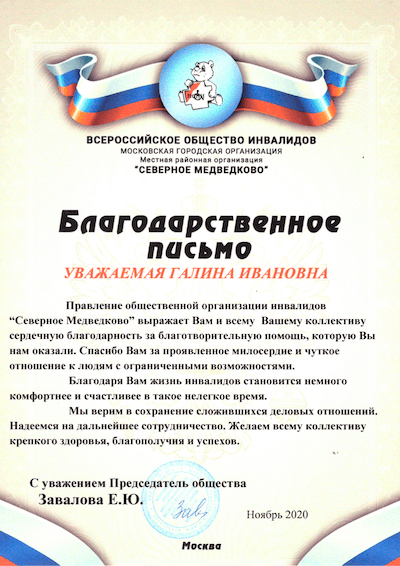 ВСЕРОССИЙСКОЕ ОБЩЕСТВО ИНВАЛИДОВ
МОСКОВСКАЯ ГОРОДСКАЯ ОРГАНИЗАЦИЯ
Местная районная организация
"СЕВЕРНОЕ МЕДВЕДКОВО"
Благодарственное
письмо
УВАЖАЕМАЯ ГАЛИНА ИВАНОВНА
Правление общественной организации инвалидов
“Северное Медведково” выражает Вам и всему Вашему коллективу
сердечную благодарность за благотворительную помощь, которую Вы
нам оказали. Спасибо Вам за проявленное милосердие и чуткое
отношение к людям с ограниченными возможностями.
Благодаря Вам жизнь инвалидов становится немного
комфортнее и счастливее в такое нелегкое время.
Мы верим в сохранение сложившихся деловых отношений.
Надеемся на дальнейшее сотрудничество. Желаем всему коллективу
крепкого здоровья, благополучия и успехов.
С уважением Председатель общества
Завалова Е.Ю.
Ноябрь 2020
Москва